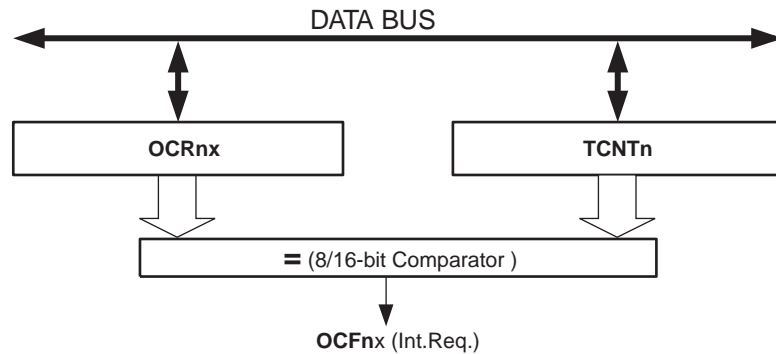 DATA BUS
OCRnx
TCNTn
= (8/16-bit Comparator )
OCFnx (Int.Req.)